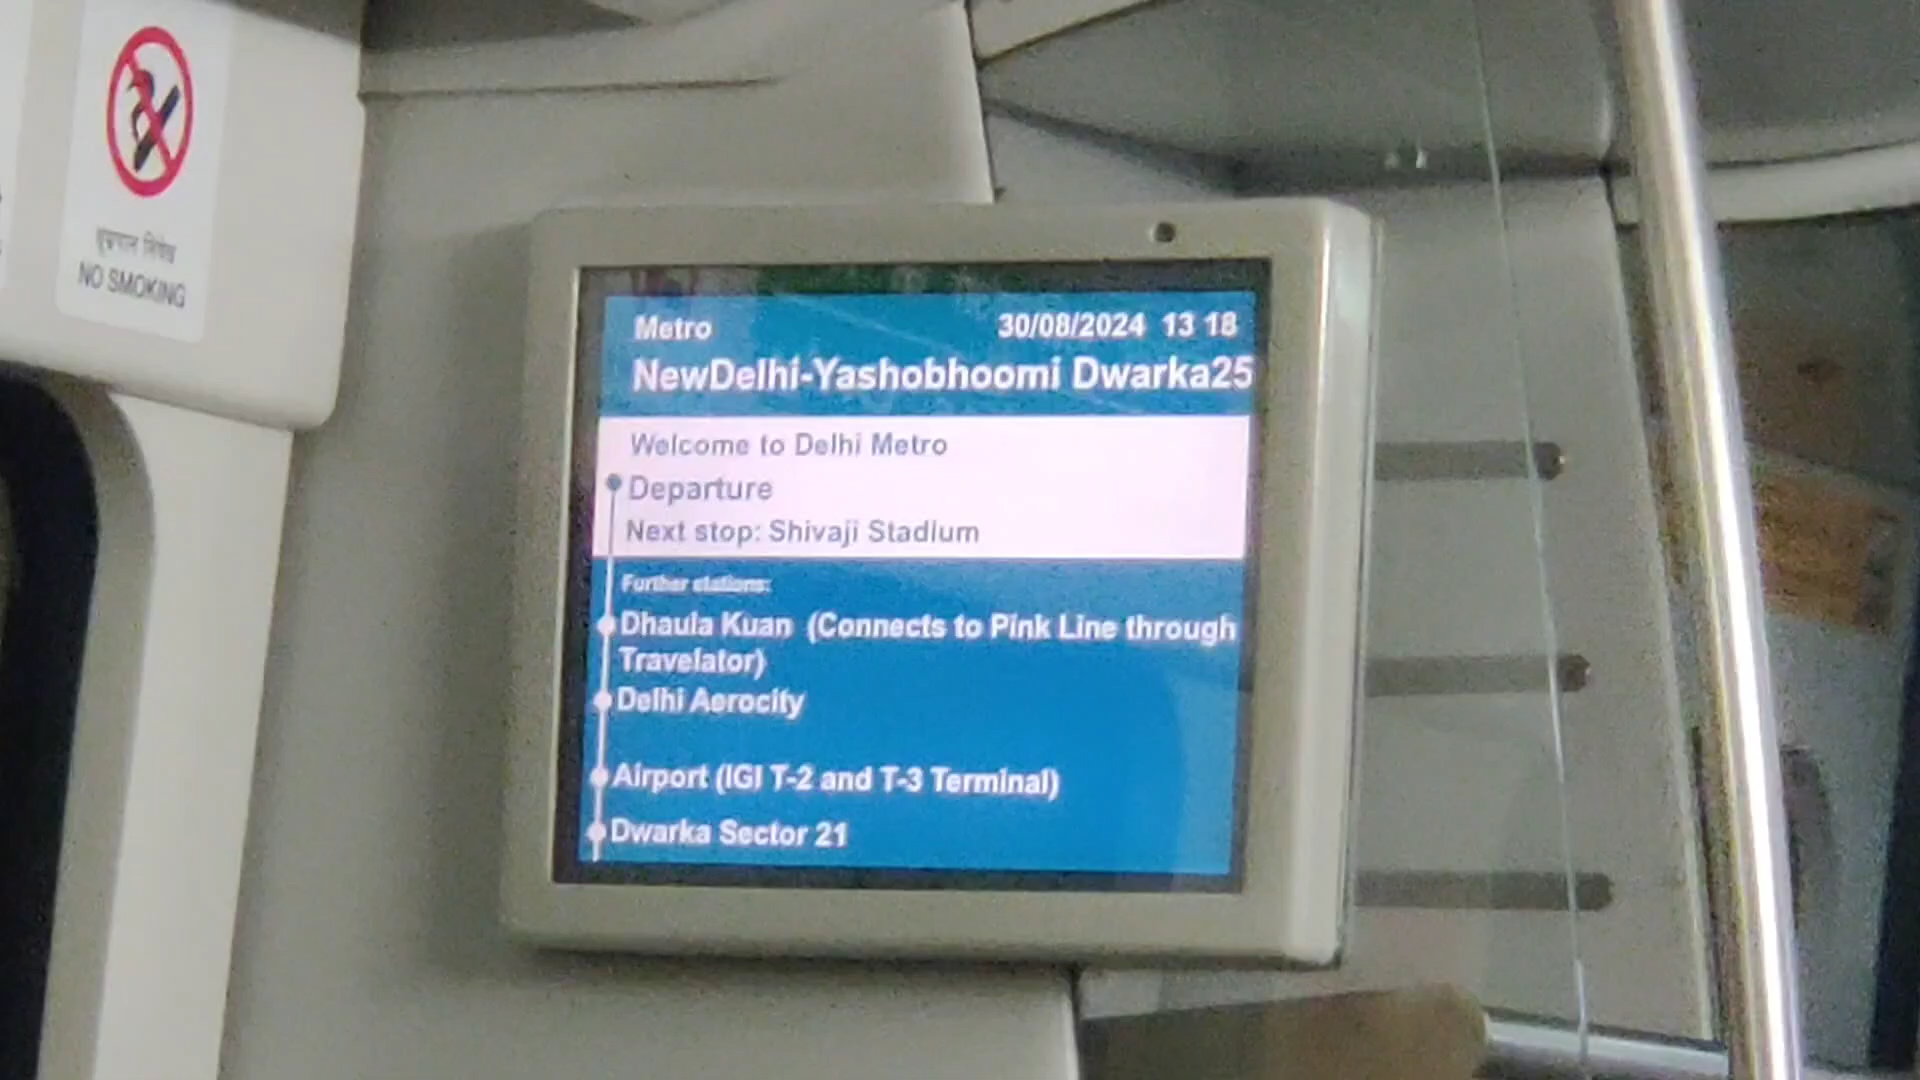 धूम्रपान निषेध
NO SMOKING
Metro 30/08/2024 13 18
NewDelhi-Yashobhoomi Dwarka25
Welcome to Delhi Metro
Departure
Next stop: Shivaji Stadium
Further stations:
Dhaula Kuan (Connects to Pink Line through
Travelator)
Delhi Aerocity
Airport (IGI T-2 and T-3 Terminal)
Dwarka Sector 21